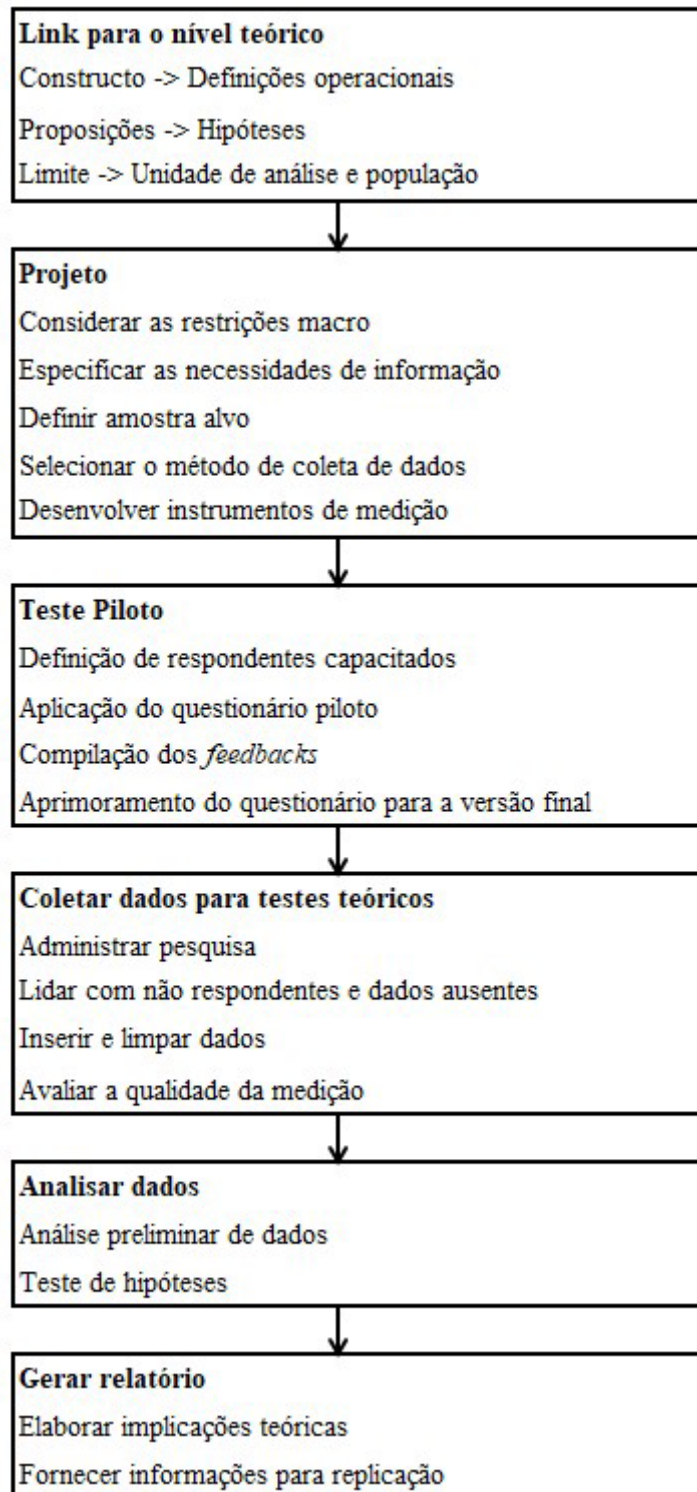 Link para o nível teórico
Constructo -> Definições operacionais
Proposições -> Hipóteses
Limite -> Unidade de análise e população
Projeto
Considerar as restrições macro
Especificar as necessidades de informação
Definir amostra alvo
Selecionar o método de coleta de dados
Desenvolver instrumentos de medição
Teste Piloto
Definição de respondentes capacitados
Aplicação do questionário piloto
Compilação dos feedbacks
Aprimoramento do questionário para a versão final
Coletar dados para testes teóricos
Administrar pesquisa
Lidar com não respondentes e dados ausentes
Inserir e limpar dados
Avaliar a qualidade da medição
Analisar dados
Análise preliminar de dados
Teste de hipóteses
Gerar relatório
Elaborar implicações teóricas
Fornecer informações para replicação